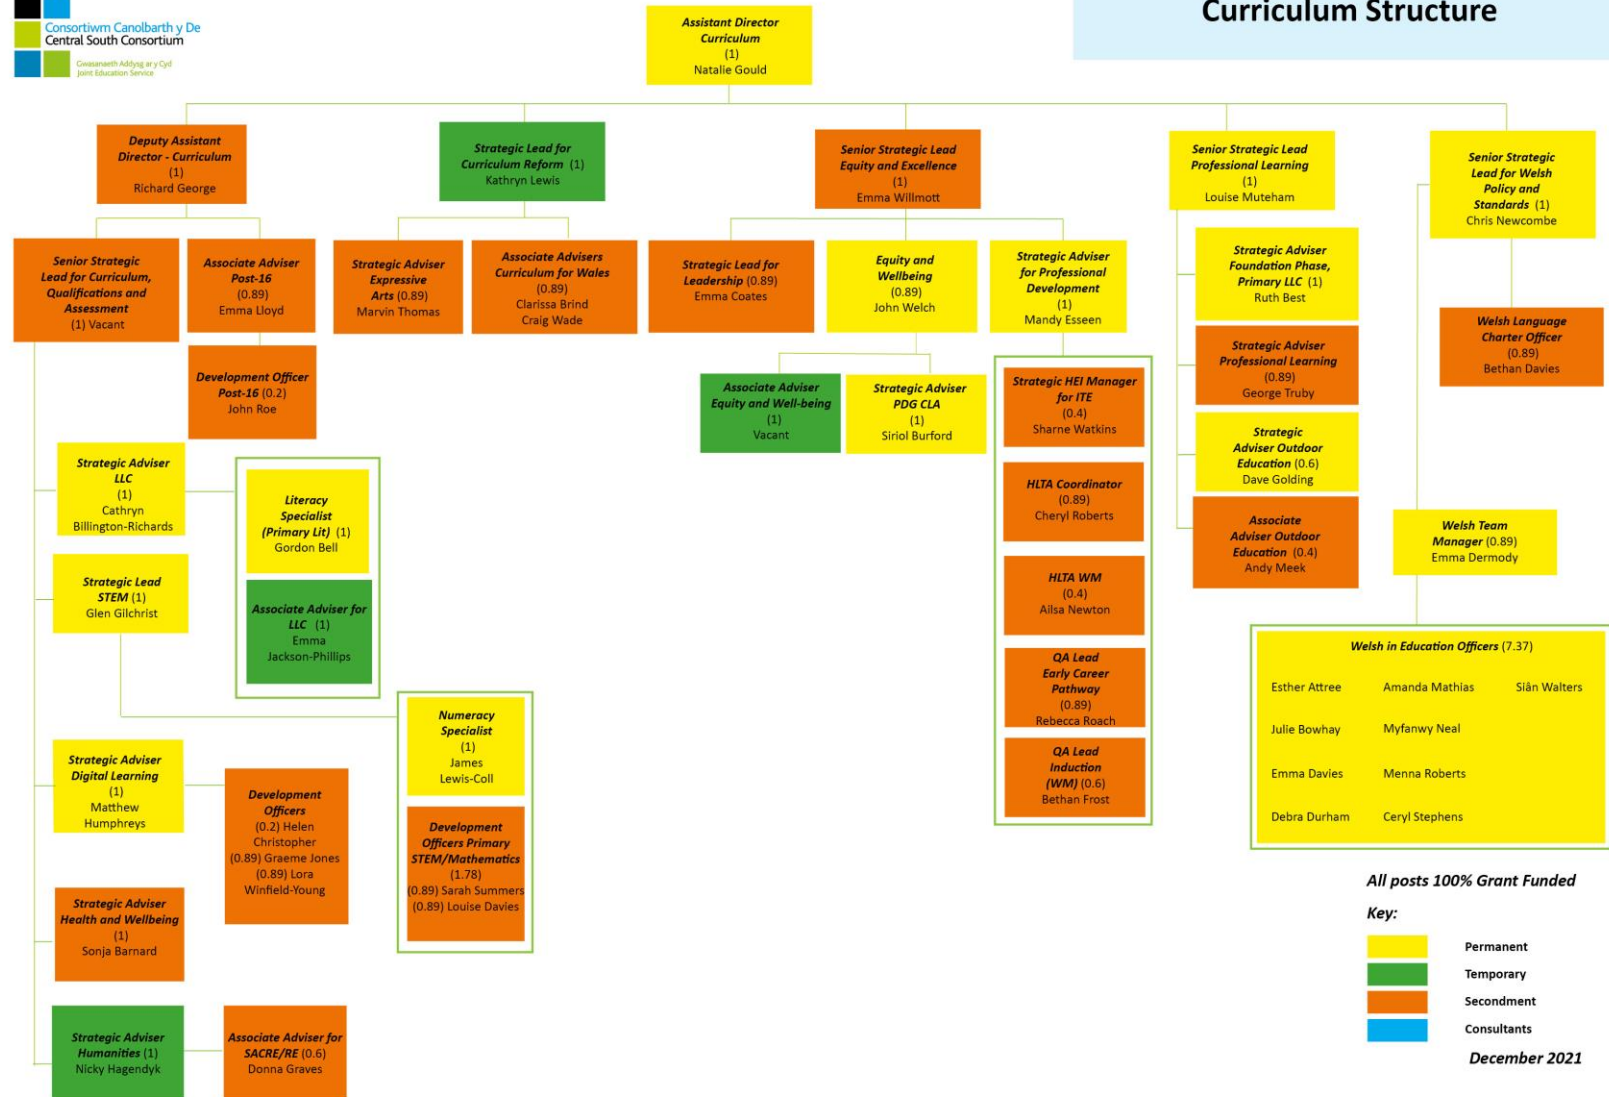 Consortiwm Canolbarth y De
Central South Consortium
Gwasanaeth Addysg ar y Cyd
Joint Education Service
Curriculum Structure
Assistant Director
Curriculum
(1)
Natalie Gould
Deputy Assistant
Director - Curriculum
(1)
Richard George
Strategic Lead for
Curriculum Reform (1)
Kathryn Lewis
Senior Strategic Lead
Equity and Excellence
(1)
Emma Willmott
Senior Strategic Lead
Professional Learning
(1)
Louise Muteham
Senior Strategic
Lead for Welsh
Policy and
Standards (1)
Chris Newcombe
Senior Strategic
Lead for Curriculum,
Qualifications and
Assessment
(1) Vacant
Associate Adviser
Post-16
(0.89)
Emma Lloyd
Strategic Adviser
Expressive
Arts (0.89)
Marvin Thomas
Associate Advisers
Curriculum for Wales
(0.89)
Clarissa Brind
Craig Wade
Strategic Lead for
Leadership (0.89)
Emma Coates
Equity and
Wellbeing
(0.89)
John Welch
Strategic Adviser
for Professional
Development
(1)
Mandy Esseen
Strategic Adviser
Foundation Phase,
Primary LLC (1)
Ruth Best
Welsh Language
Charter Officer
(0.89)
Bethan Davies
Development Officer
Post-16 (0.2)
John Roe
Associate Adviser
Equity and Well-being
(1)
Vacant
Strategic Adviser
PDG CLA
(1)
Siriol Burford
Strategic HEI Manager
for ITE
(0.4)
Sharne Watkins
Strategic Adviser
Professional Learning
(0.89)
George Truby
Strategic Adviser
LLC
(1)
Cathryn
Billington-Richards
Literacy
Specialist
(Primary Lit) (1)
Gordon Bell
HLTA Coordinator
(0.89)
Cheryl Roberts
Strategic
Adviser Outdoor
Education (0.6)
Dave Golding
Associate
Adviser Outdoor
Education (0.4)
Andy Meek
Welsh Team
Manager (0.89)
Emma Dermody
Strategic Lead
STEM (1)
Glen Gilchrist
Associate Adviser for
LLC (1)
Emma
Jackson-Phillips
HLTA WM
(0.4)
Ailsa Newton
QA Lead
Early Career
Pathway
(0.89)
Rebecca Roach
QA Lead
Induction
(WM) (0.6)
Bethan Frost
Welsh in Education Officers (7.37)
Esther Attree Amanda Mathias Siân Walters
Julie Bowhay Myfanwy Neal
Emma Davies Menna Roberts
Debra Durham Ceryl Stephens
Numeracy
Specialist
(1)
James
Lewis-Coll
Strategic Adviser
Digital Learning
(1)
Matthew
Humphreys
Development
Officers
(0.2) Helen
Christopher
(0.89) Graeme Jones
(0.89) Lora
Winfield-Young
Development
Officers Primary
STEM/Mathematics
(1.78)
(0.89) Sarah Summers
(0.89) Louise Davies
Strategic Adviser
Health and Wellbeing
(1)
Sonja Barnard
Strategic Adviser
Humanities (1)
Nicky Hagendyk
Associate Adviser for
SACRE/RE (0.6)
Donna Graves
All posts 100% Grant Funded
Key:
Permanent
Temporary
Secondment
Consultants
December 2021